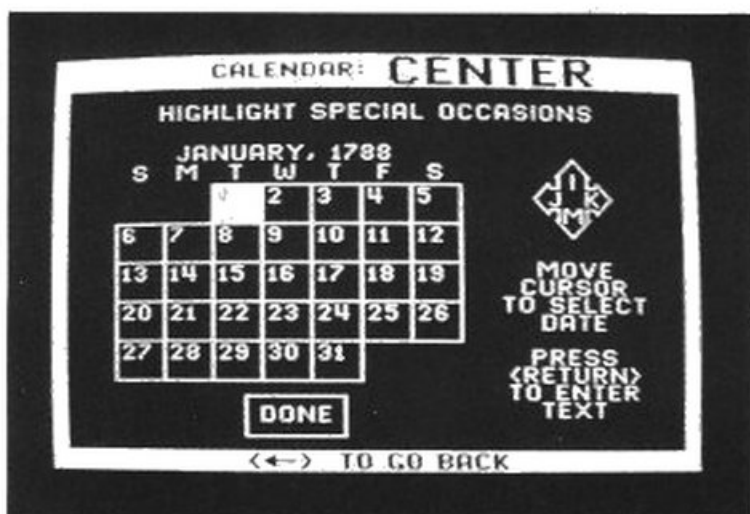 CALENDAR: CENTER
HIGHLIGHT SPECIAL OCCASIONS
JANUARY, 1788
S M T W T F S
1 2 3 4 5
6 7 8 9 10 11 12
13 14 15 16 17 18 19
20 21 22 23 24 25 26
27 28 29 30 31
I
J K
M
MOVE
CURSOR
TO SELECT
DATE
PRESS
<RETURN>
TO ENTER
TEXT
DONE
<←> TO GO BACK